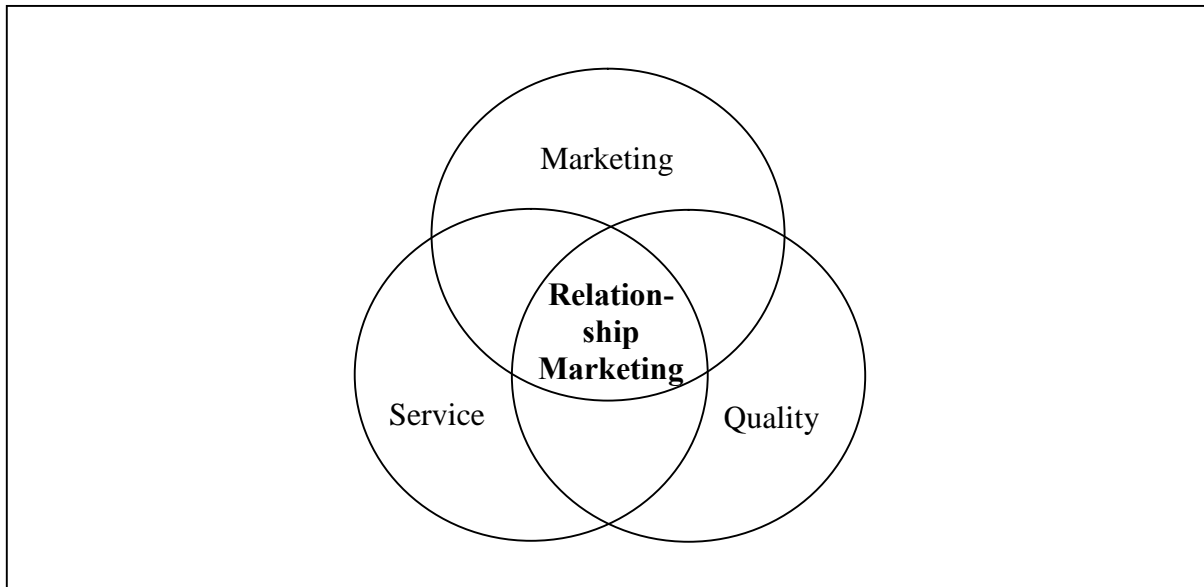 Marketing
Relation-
ship
Marketing
Service
Quality